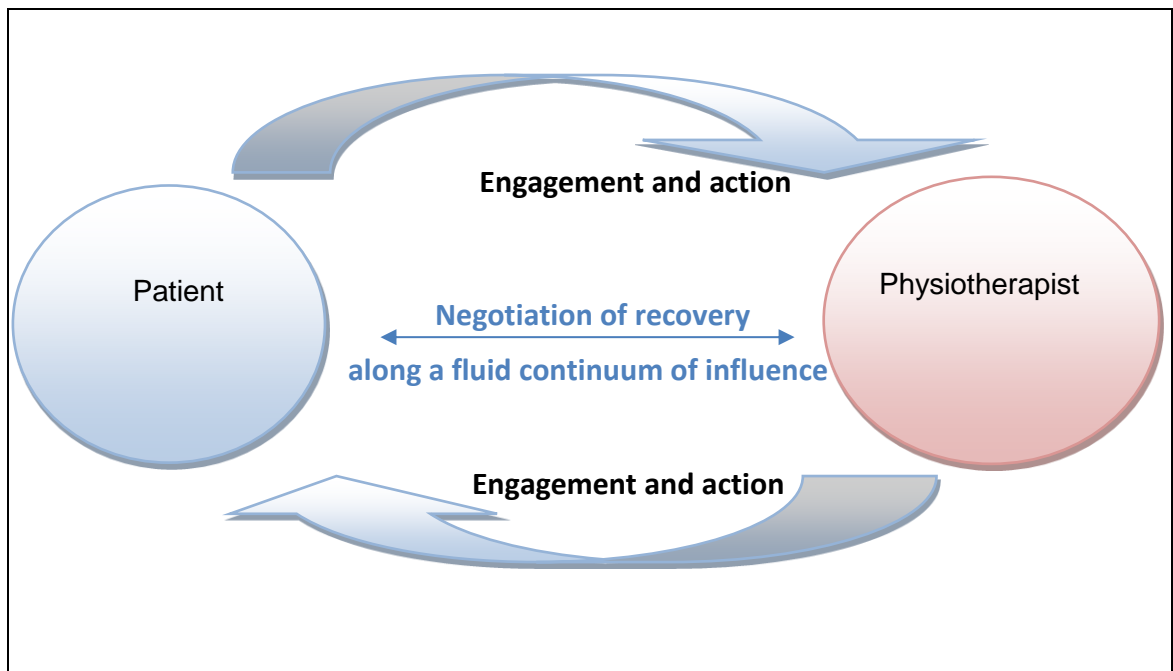 Engagement and action
Patient
Physiotherapist
Negotiation of recovery
along a fluid continuum of influence
Engagement and action